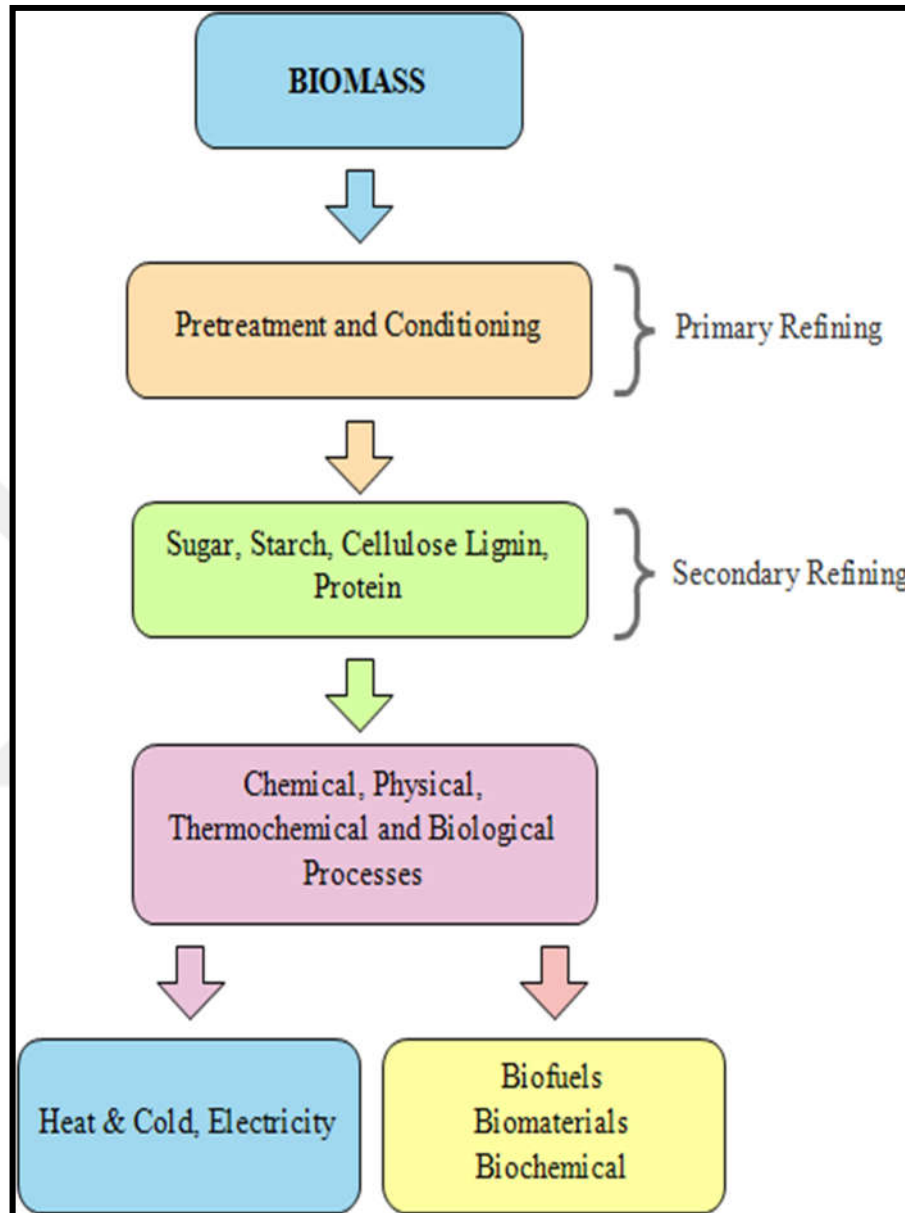 BIOMASS
Pretreatment and Conditioning
Primary Refining
Sugar, Starch, Cellulose Lignin,
Protein
Secondary Refining
Chemical, Physical,
Thermochemical and Biological
Processes
Heat & Cold, Electricity
Biofuels
Biomaterials
Biochemical